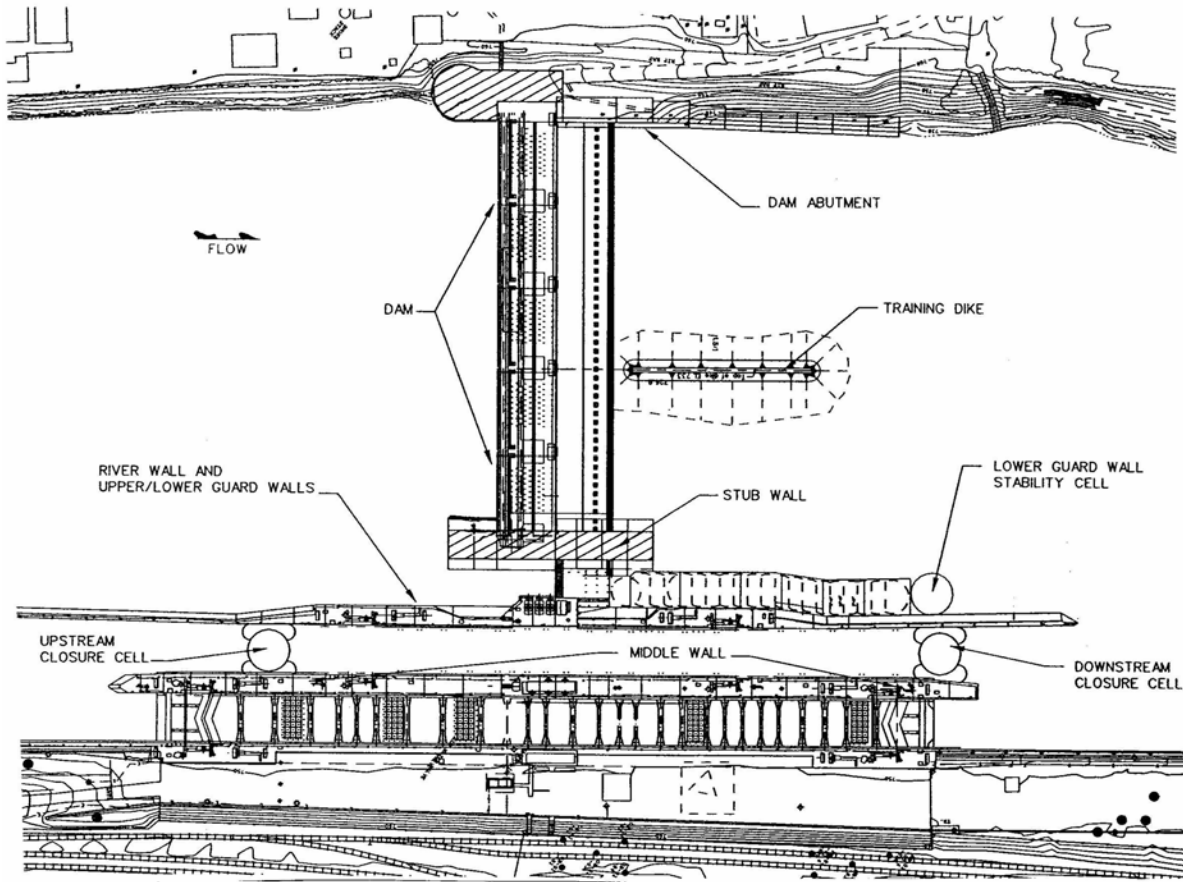 DAM ABUTMENT
FLOW
DAM
TRAINING DIKE
RIVER WALL AND
UPPER/LOWER GUARD WALLS
LOWER GUARD WALL
STABILITY CELL
STUB WALL
UPSTREAM
CLOSURE CELL
MIDDLE WALL
DOWNSTREAM
CLOSURE CELL